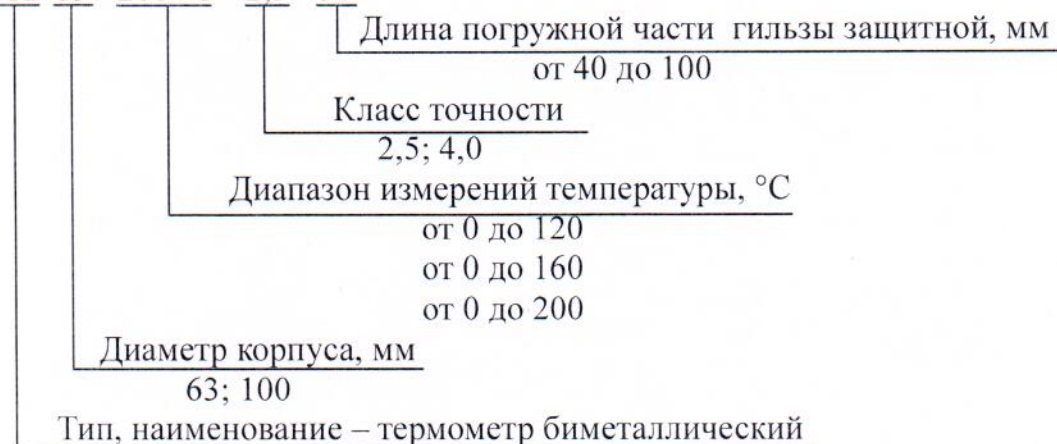 Длина погружной части гильзы защитной, мм
от 40 до 100
Класс точности
2,5; 4,0
Диапазон измерений температуры, °C
от 0 до 120
от 0 до 160
от 0 до 200
Диаметр корпуса, мм
63; 100
Тип, наименование – термометр биметаллический